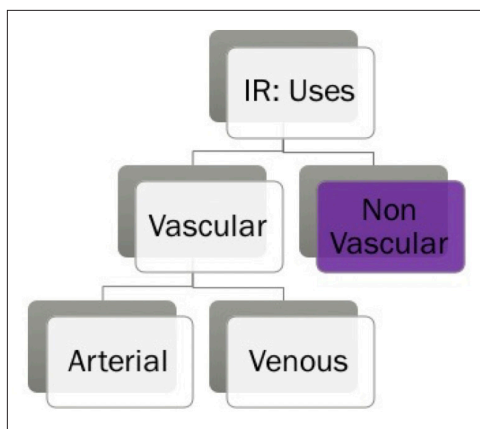 IR: Uses
Vascular
Non
Vascular
Arterial
Venous